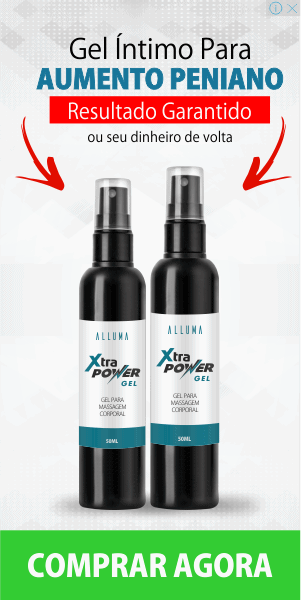 Gel Íntimo Para
AUMENTO PENIANO
Resultado Garantido
ou seu dinheiro de volta
ALLUMA
Xtra
POWER
GEL
GEL PARA
MASSAGEM
CORPORAL
50ML
ALLUMA
Xtra
POWER
GEL
GEL PARA
MASSAGEM
CORPORAL
50ML
COMPRAR AGORA